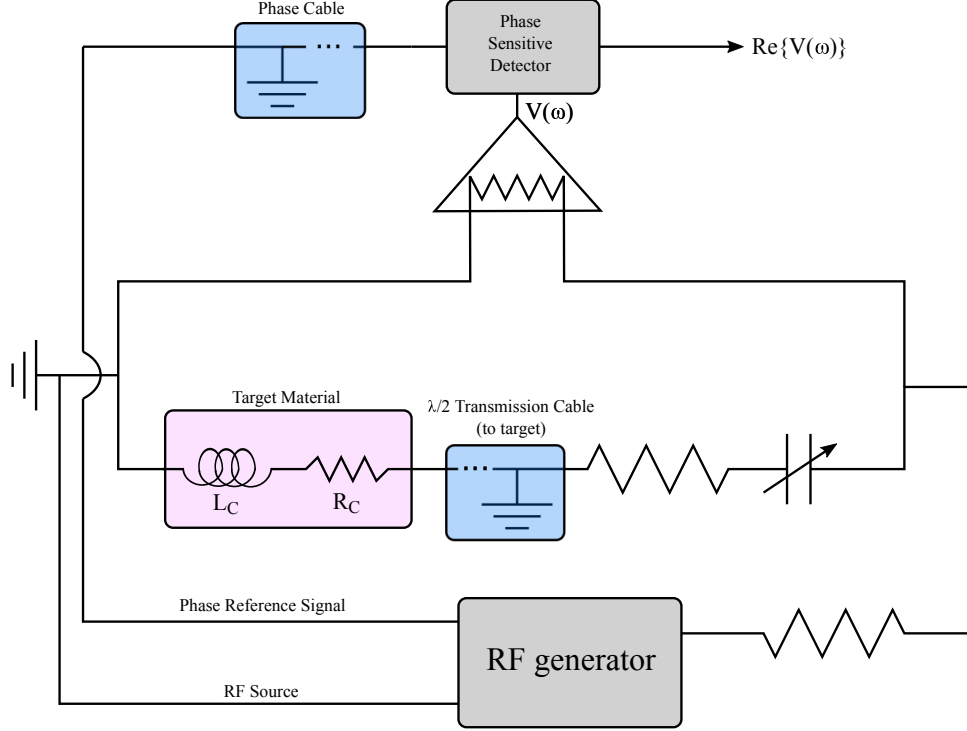 Phase Cable
Phase
Sensitive
Detector
Re{V(ω)}
V(ω)
Target Material
λ/2 Transmission Cable
(to target)
L_C
R_C
Phase Reference Signal
RF generator
RF Source